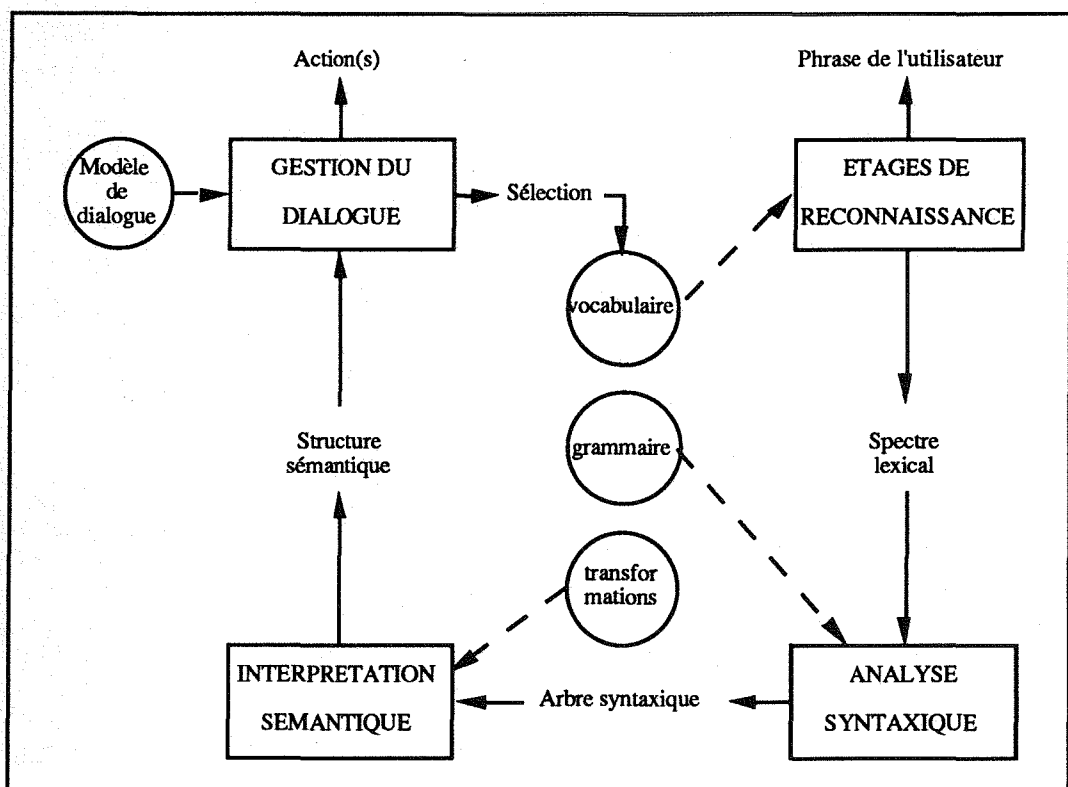 Action(s)
Phrase de l'utilisateur
Modèle
de
dialogue
GESTION DU
DIALOGUE
Sélection
ETAGES DE
RECONNAISSANCE
vocabulaire
grammaire
Structure
sémantique
Spectre
lexical
transfor
mations
INTERPRETATION
SEMANTIQUE
Arbre syntaxique
ANALYSE
SYNTAXIQUE